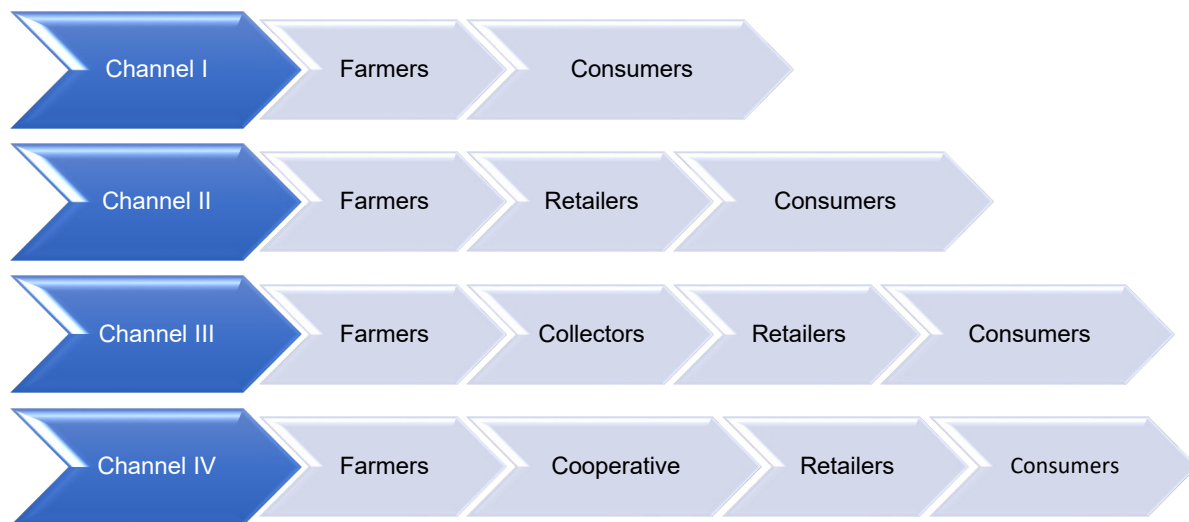 Channel I Farmers Consumers
Channel II Farmers Retailers Consumers
Channel III Farmers Collectors Retailers Consumers
Channel IV Farmers Cooperative Retailers Consumers